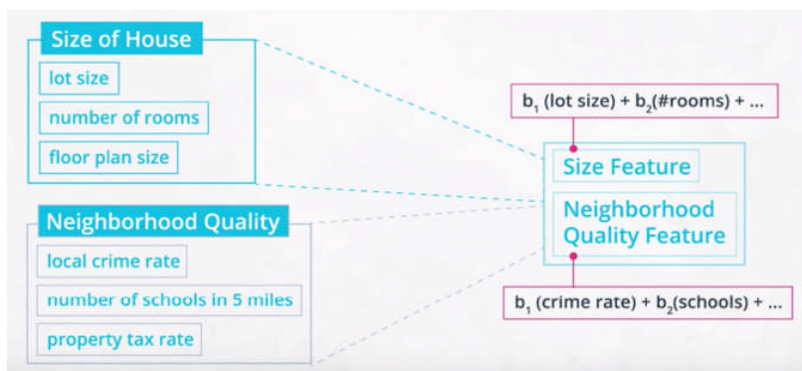 Size of House
lot size
number of rooms
floor plan size
Neighborhood Quality
local crime rate
number of schools in 5 miles
property tax rate
b₁ (lot size) + b₂(#rooms) + ...
Size Feature
Neighborhood
Quality Feature
b₁ (crime rate) + b₂(schools) + ...